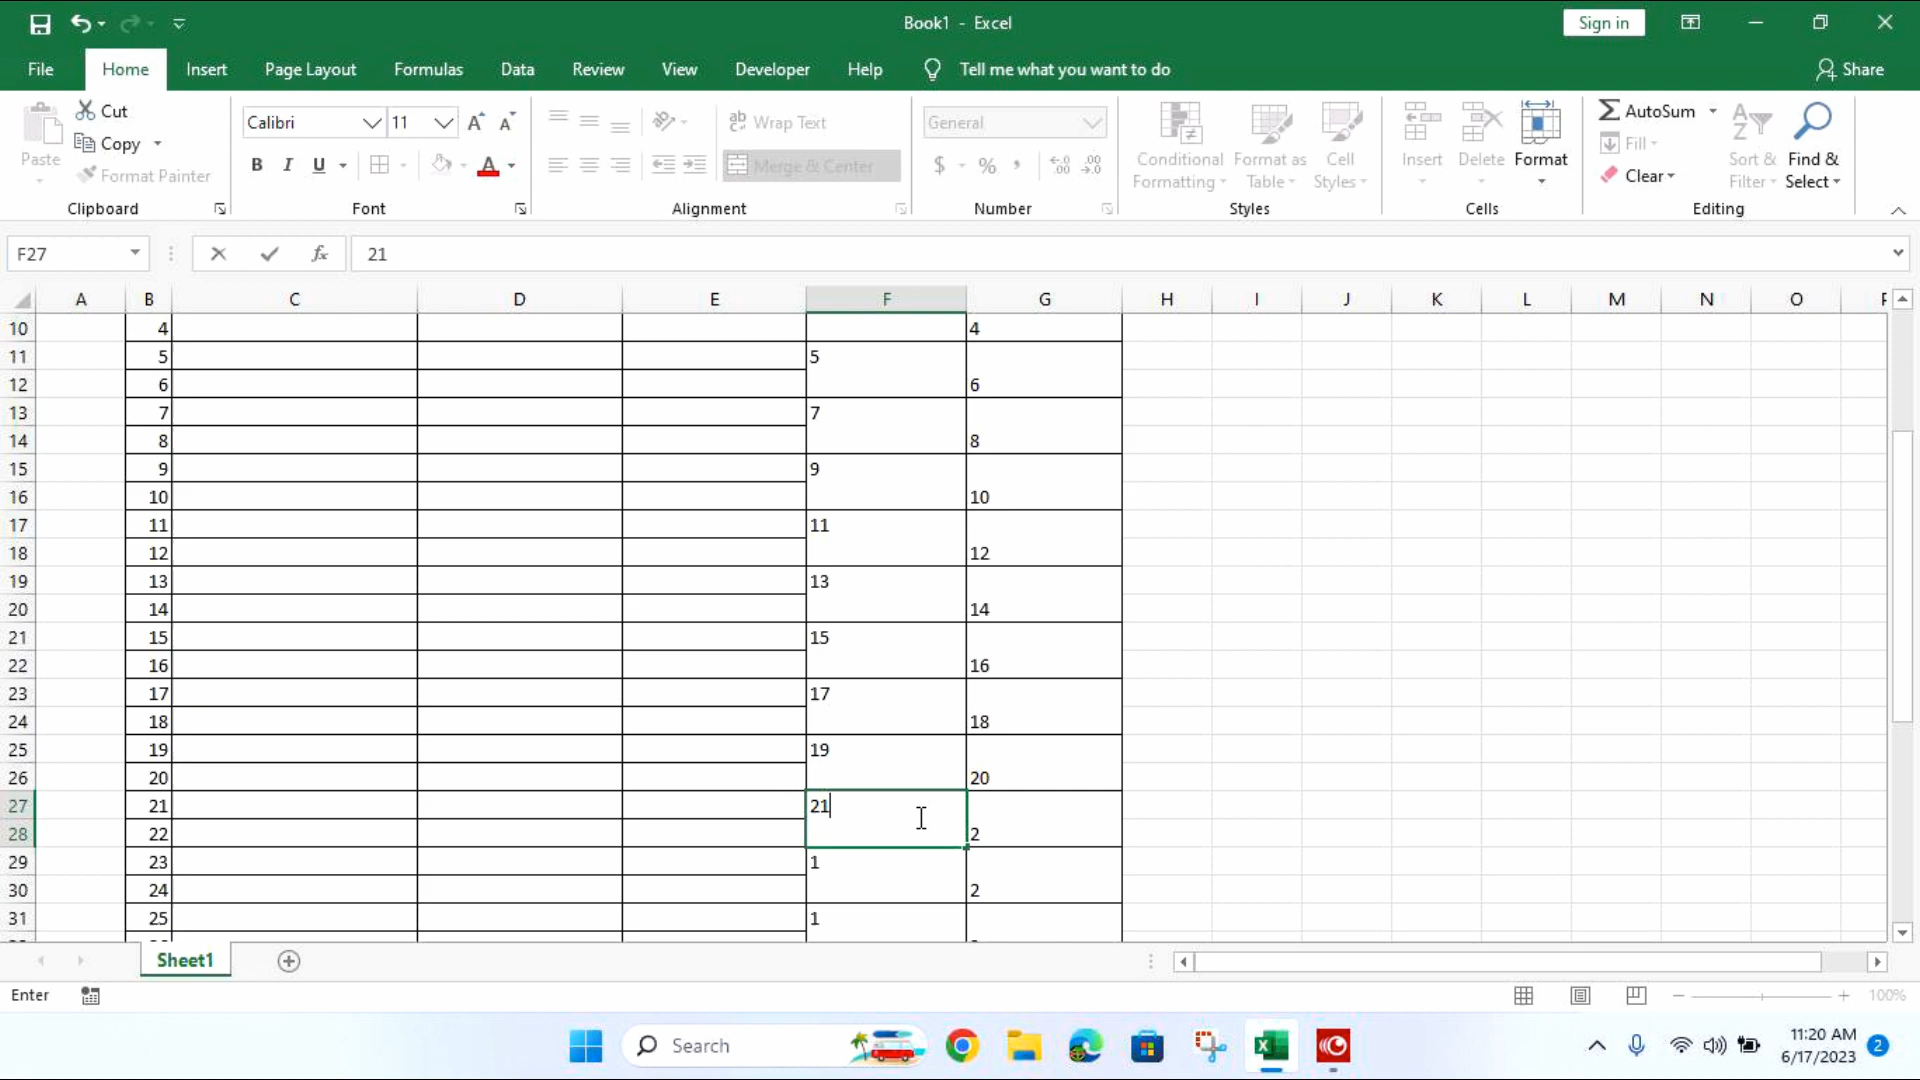 Book1 - Excel
Sign in
File Home Insert Page Layout Formulas Data Review View Developer Help Tell me what you want to do Share
Paste
Cut
Copy
Format Painter
Clipboard
Calibri 11
B I U A
Font
Wrap Text
Merge & Center
Alignment
General
$ % ,
Number
Conditional Formatting
Format as Table
Cell Styles
Styles
Insert Delete Format
Cells
AutoSum
Fill
Clear
Sort & Filter
Find & Select
Editing
F27 fx 21
A B C D E F G H I J K L M N O
10 4 4
11 5 5
12 6 6
13 7 7
14 8 8
15 9 9
16 10 10
17 11 11
18 12 12
19 13 13
20 14 14
21 15 15
22 16 16
23 17 17
24 18 18
25 19 19
26 20 20
27 21 21
28 22 2
29 23 1
30 24 2
31 25 1
Sheet1
Enter
100%
Search
11:20 AM
6/17/2023
2